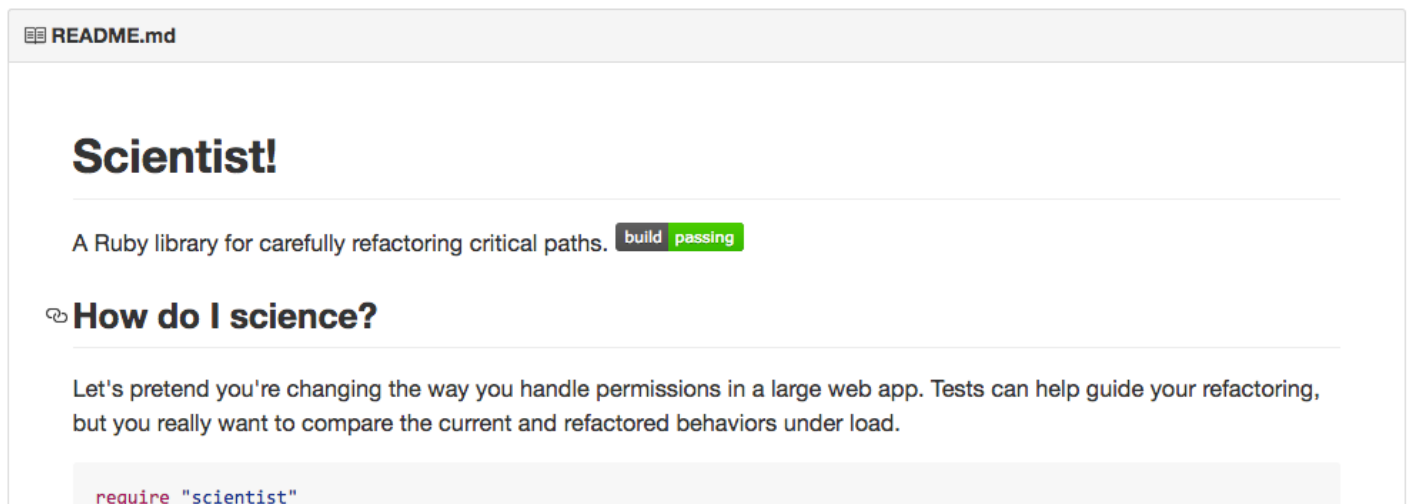 README.md
Scientist!
A Ruby library for carefully refactoring critical paths. build passing
How do I science?
Let's pretend you're changing the way you handle permissions in a large web app. Tests can help guide your refactoring,
but you really want to compare the current and refactored behaviors under load.
require "scientist"